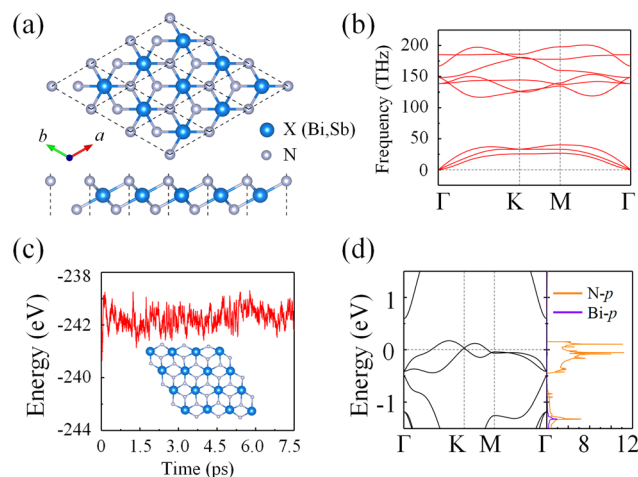 (a)
b
a
X (Bi,Sb)
N
(b)
Frequency (THz)
200
150
100
50
0
Γ K M Γ
(c)
Energy (eV)
-238
-242
-240
-244
0 1.5 3.0 4.5 6.0 7.5
Time (ps)
(d)
Energy (eV)
1
0
-1
Γ K M Γ
N-p
Bi-p
8 12